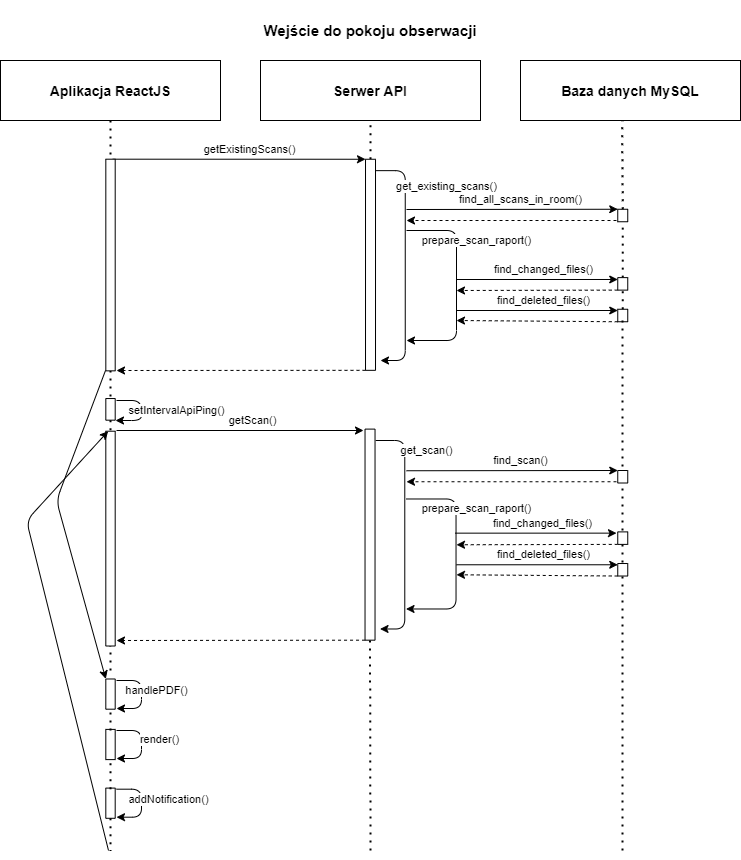 Wejście do pokoju obserwacji
Aplikacja ReactJS
Serwer API
Baza danych MySQL
getExistingScans()
get_existing_scans()
find_all_scans_in_room()
prepare_scan_raport()
find_changed_files()
find_deleted_files()
setIntervalApiPing()
getScan()
get_scan()
find_scan()
prepare_scan_raport()
find_changed_files()
find_deleted_files()
handlePDF()
render()
addNotification()